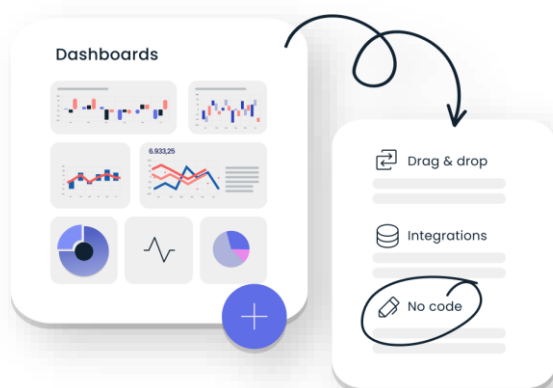 Dashboards
6.933,25
Drag & drop
Integrations
No code